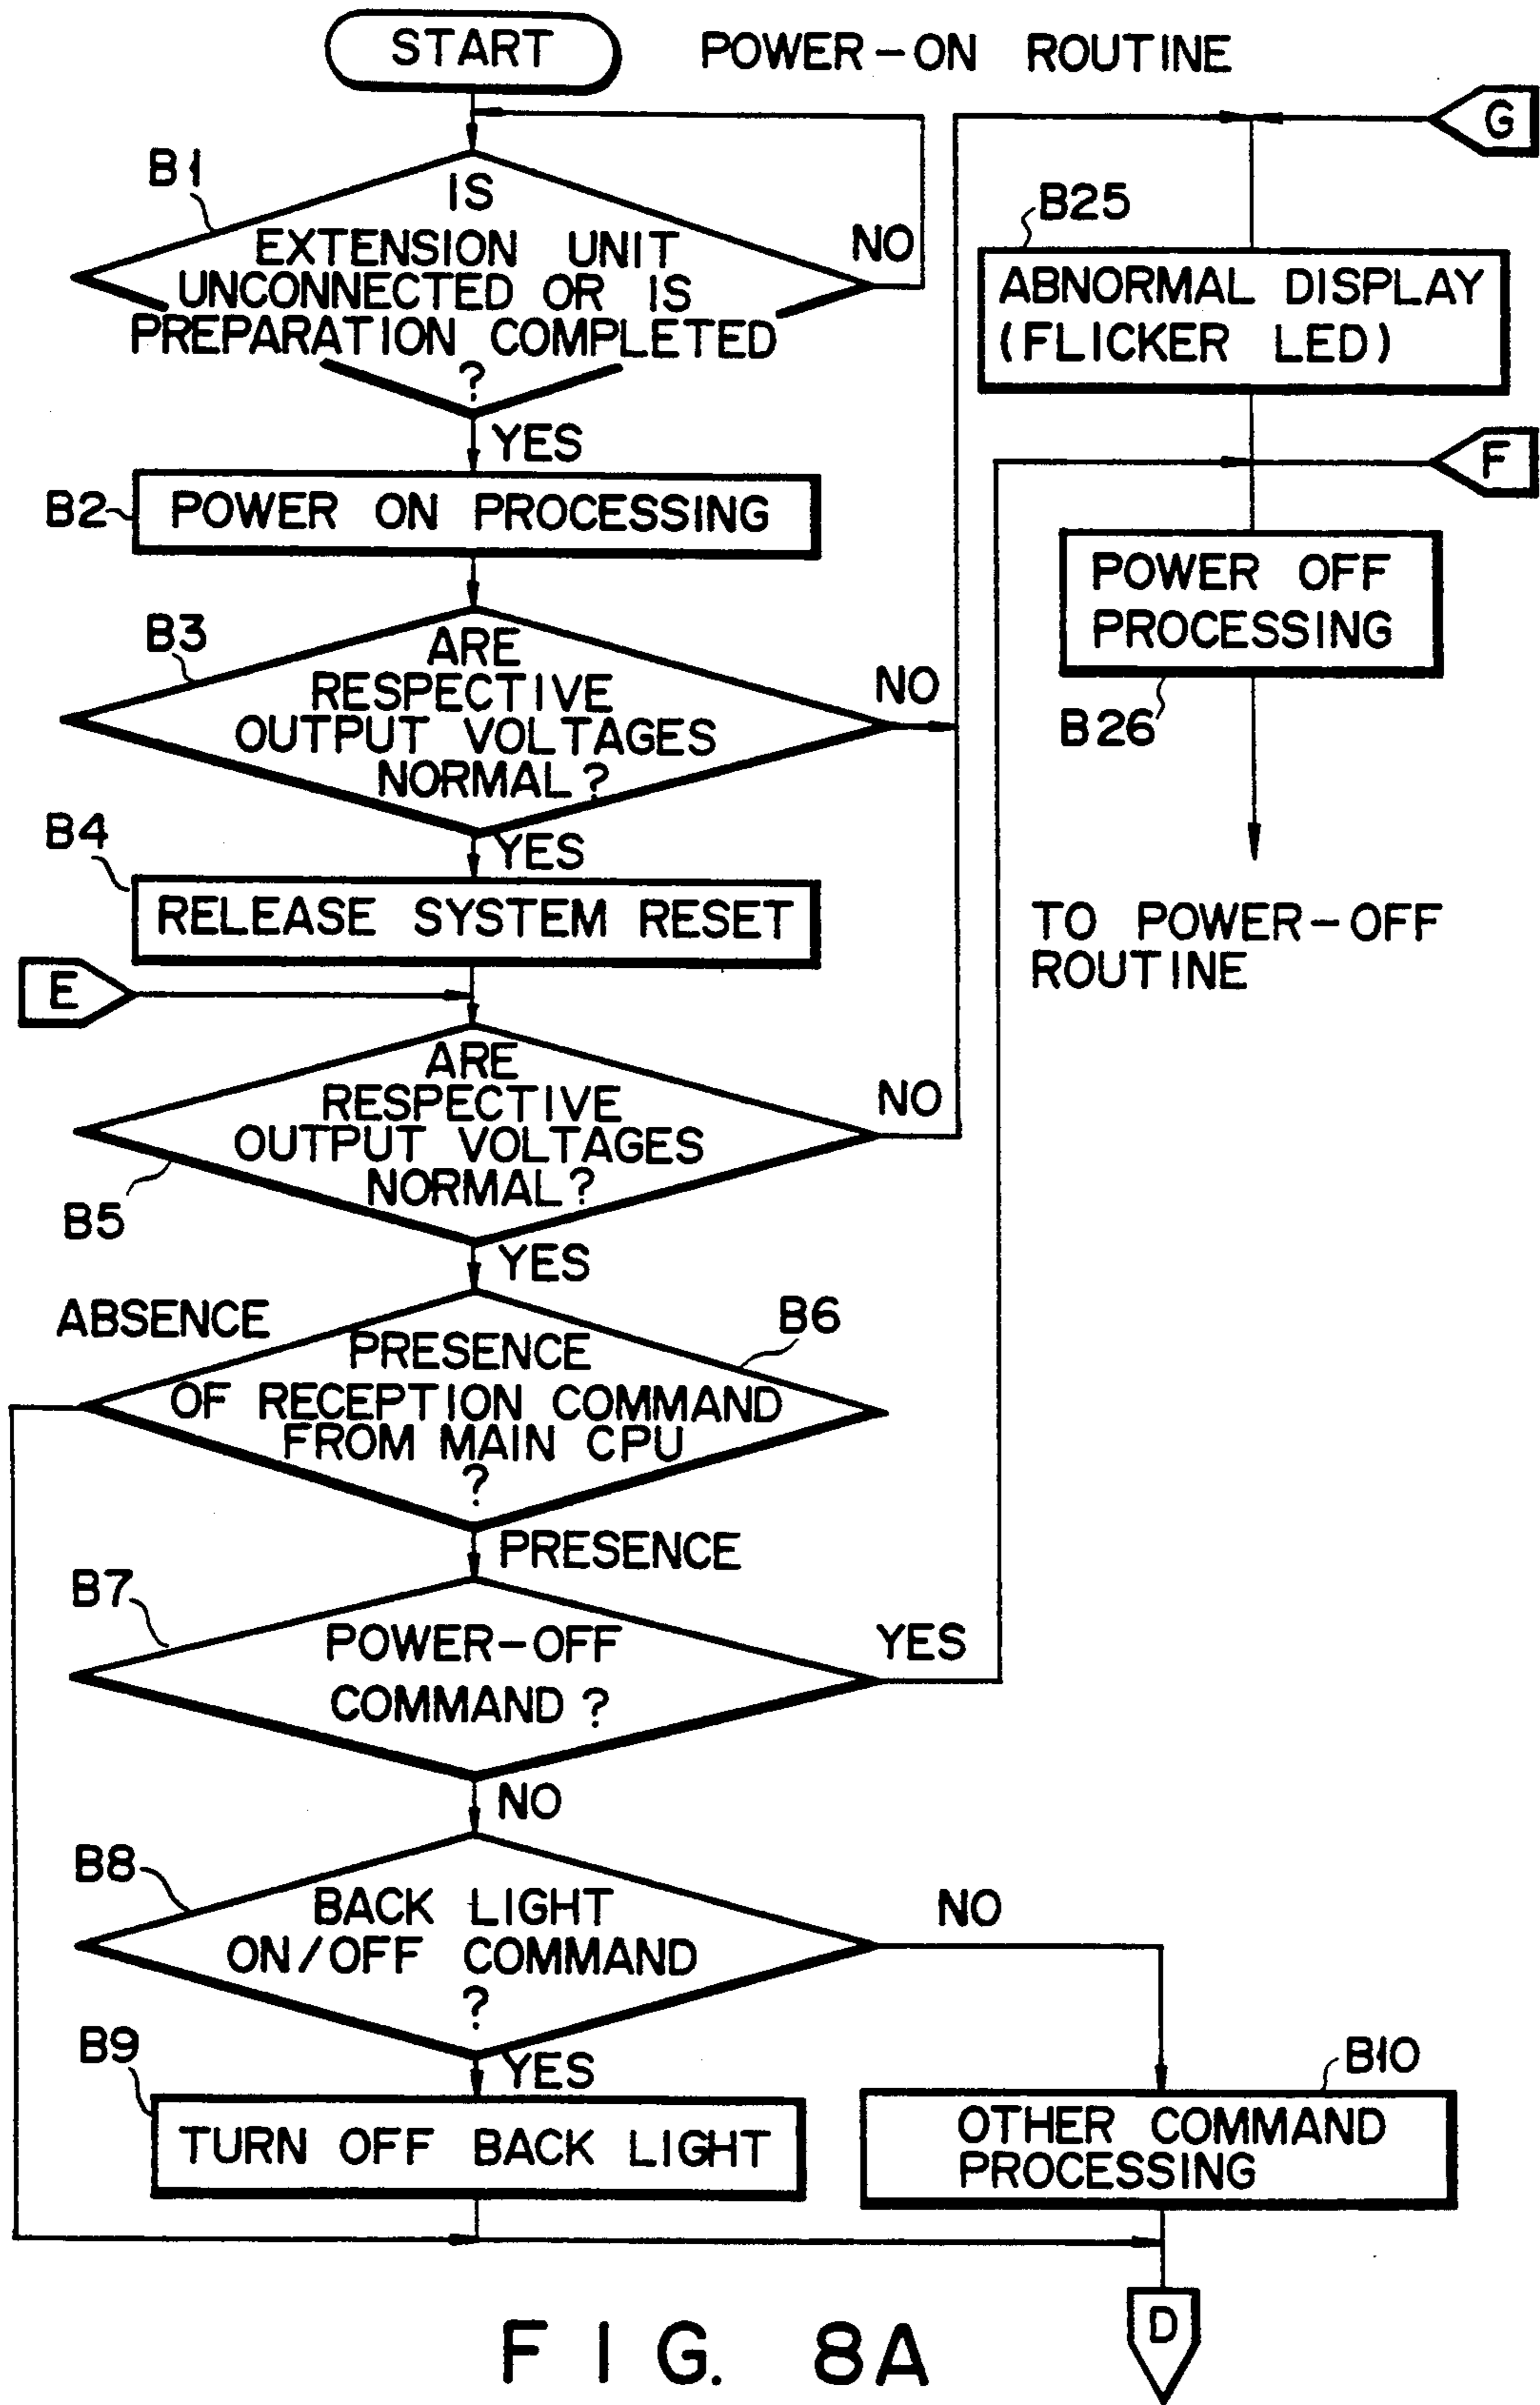 START
POWER-ON ROUTINE
G
B1
IS
EXTENSION UNIT
UNCONNECTED OR IS
PREPARATION COMPLETED
?
NO
B25
ABNORMAL DISPLAY
(FLICKER LED)
YES
F
B2
POWER ON PROCESSING
POWER OFF
PROCESSING
B26
B3
ARE
RESPECTIVE
OUTPUT VOLTAGES
NORMAL?
NO
YES
B4
RELEASE SYSTEM RESET
TO POWER-OFF
ROUTINE
E
ARE
RESPECTIVE
OUTPUT VOLTAGES
NORMAL?
NO
B5
YES
ABSENCE
B6
PRESENCE
OF RECEPTION COMMAND
FROM MAIN CPU
?
PRESENCE
B7
POWER-OFF
COMMAND?
YES
NO
B8
BACK LIGHT
ON/OFF COMMAND
?
NO
YES
B9
TURN OFF BACK LIGHT
B10
OTHER COMMAND
PROCESSING
D
FIG. 8A